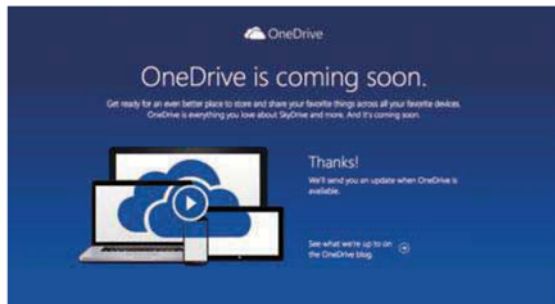 OneDrive
OneDrive is coming soon.
Get ready for an even better place to store and share your favorite things across all your favorite devices.
OneDrive is everything you love about SkyDrive and more. And it's coming soon.
Thanks!
We'll send you an update when OneDrive is
available.
See what we're up to on
the OneDrive blog.